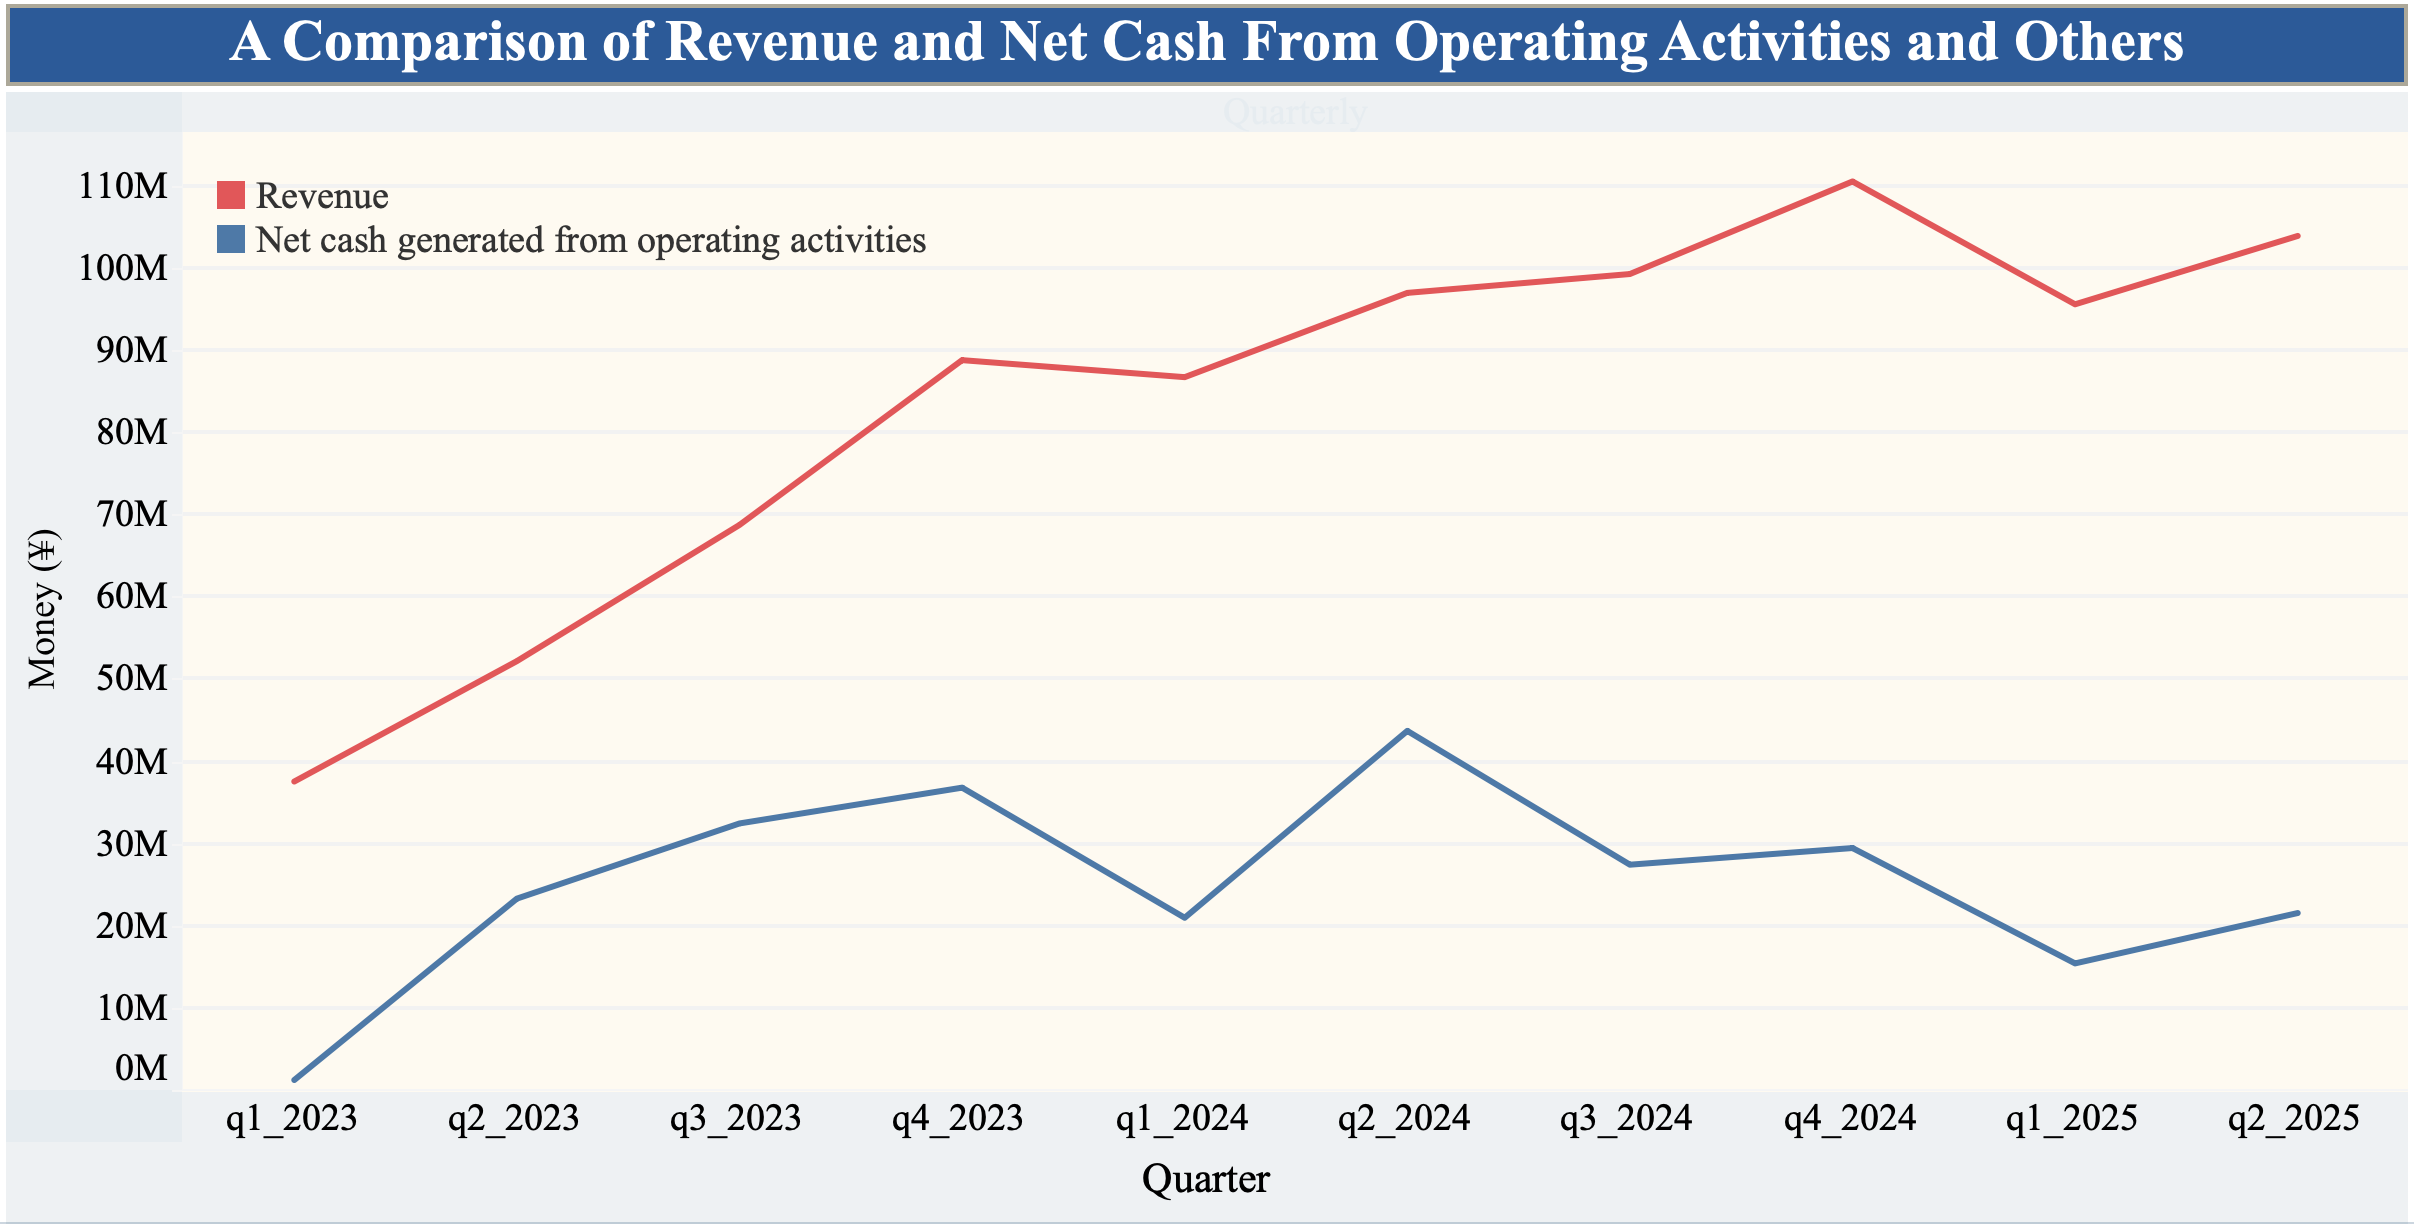 A Comparison of Revenue and Net Cash From Operating Activities and Others
Quarterly
Revenue
Net cash generated from operating activities
110M
100M
90M
80M
70M
60M
50M
40M
30M
20M
10M
0M
Money (¥)
q1_2023 q2_2023 q3_2023 q4_2023 q1_2024 q2_2024 q3_2024 q4_2024 q1_2025 q2_2025
Quarter